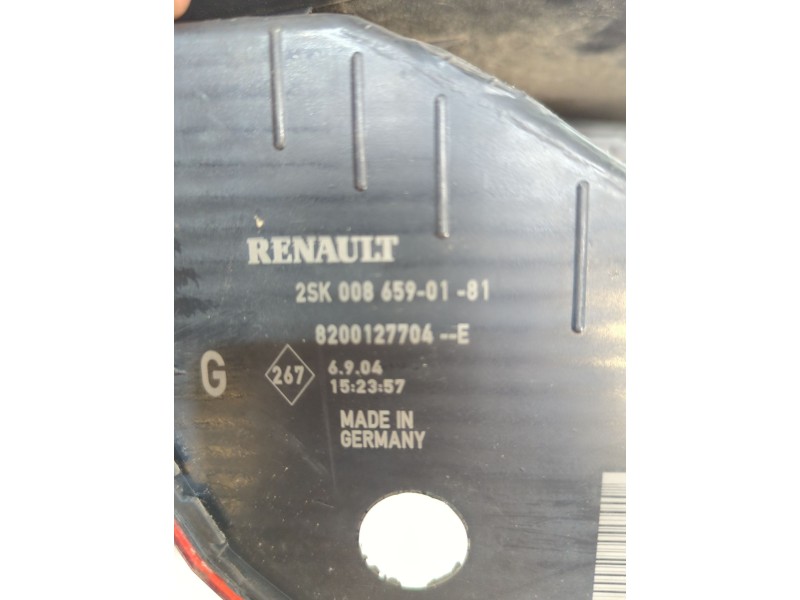 RENAULT
2SK 008 659-01-81
8200127704--E
G
267
6.9.04
15:23:57
MADE IN
GERMANY